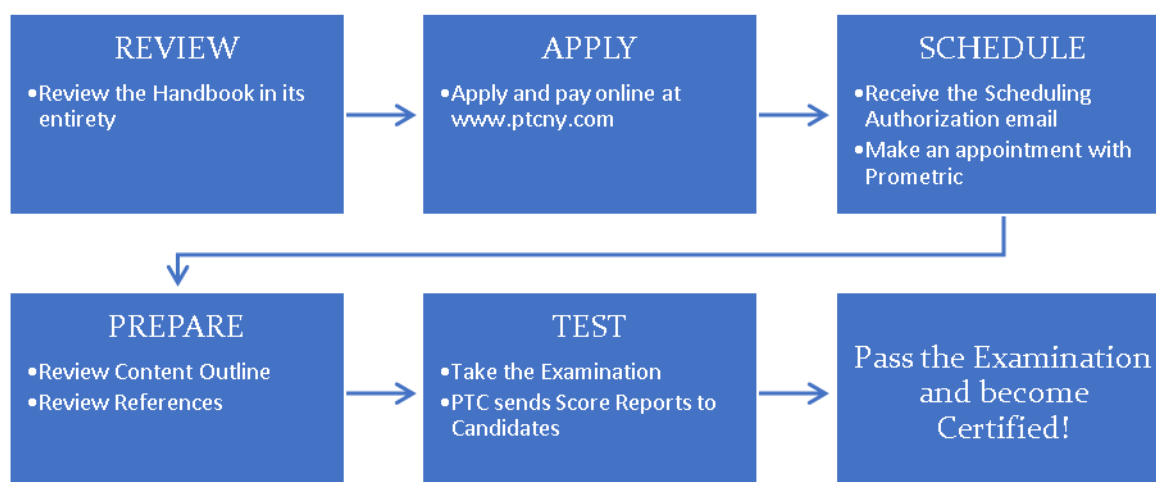 REVIEW
•Review the Handbook in its
entirety
APPLY
•Apply and pay online at
www.ptcny.com
SCHEDULE
•Receive the Scheduling
Authorization email
•Make an appointment with
Prometric
PREPARE
•Review Content Outline
•Review References
TEST
•Take the Examination
•PTC sends Score Reports to
Candidates
Pass the Examination
and become
Certified!